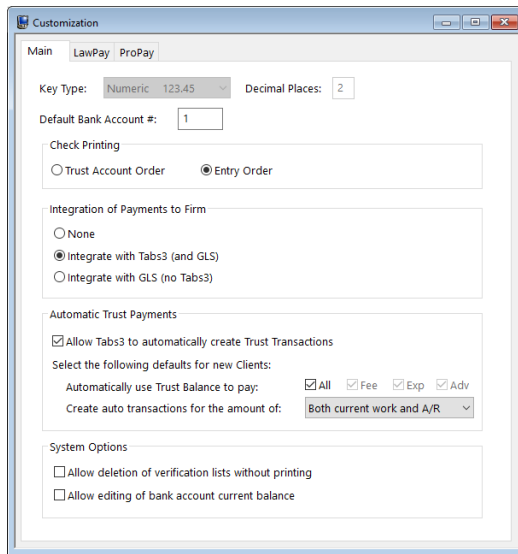 Customization
Main LawPay ProPay
Key Type: Numeric 123.45 Decimal Places: 2
Default Bank Account #: 1
Check Printing
Trust Account Order Entry Order
Integration of Payments to Firm
None
Integrate with Tabs3 (and GLS)
Integrate with GLS (no Tabs3)
Automatic Trust Payments
Allow Tabs3 to automatically create Trust Transactions
Select the following defaults for new Clients:
Automatically use Trust Balance to pay: All Fee Exp Adv
Create auto transactions for the amount of: Both current work and A/R
System Options
Allow deletion of verification lists without printing
Allow editing of bank account current balance